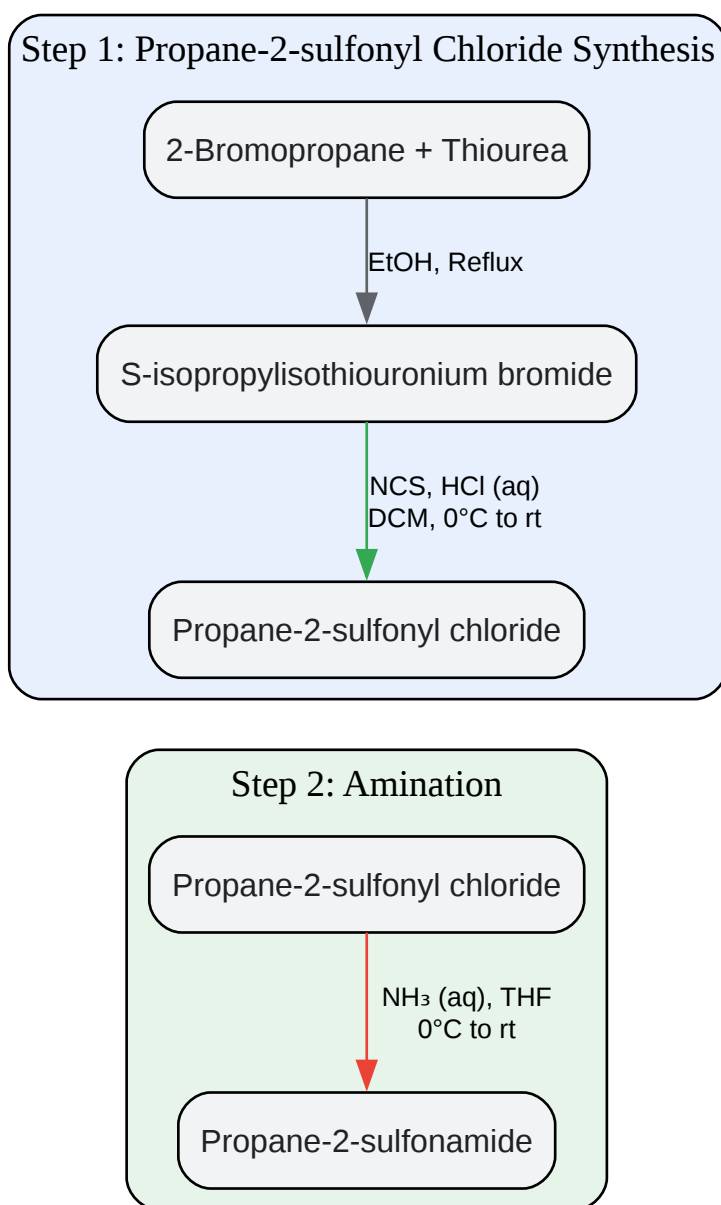 Step 1: Propane-2-sulfonyl Chloride Synthesis
2-Bromopropane + Thiourea
EtOH, Reflux
S-isopropylisothiouronium bromide
NCS, HCl (aq)
DCM, 0°C to rt
Propane-2-sulfonyl chloride
Step 2: Amination
Propane-2-sulfonyl chloride
NH₃ (aq), THF
0°C to rt
Propane-2-sulfonamide